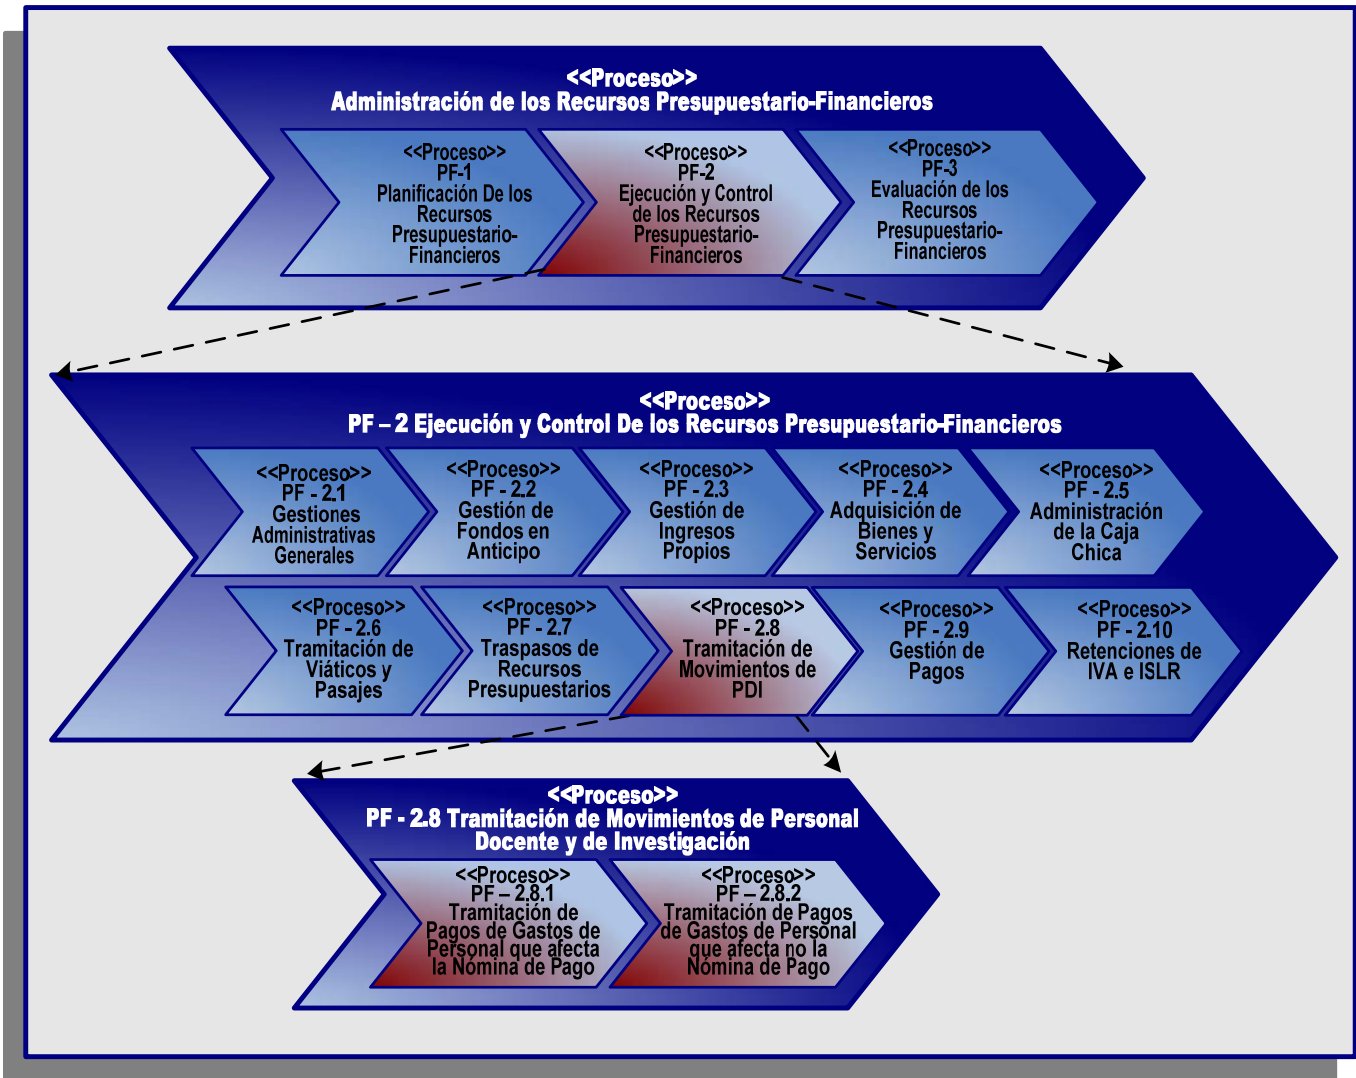 <<Proceso>>
Administración de los Recursos Presupuestario-Financieros
<<Proceso>>
PF-1
Planificación De los
Recursos
Presupuestario-
Financieros
<<Proceso>>
PF-2
Ejecución y Control
de los Recursos
Presupuestario-
Financieros
<<Proceso>>
PF-3
Evaluación de los
Recursos
Presupuestario-
Financieros
<<Proceso>>
PF – 2 Ejecución y Control De los Recursos Presupuestario-Financieros
<<Proceso>>
PF - 2.1
Gestiones
Administrativas
Generales
<<Proceso>>
PF - 2.2
Gestión de
Fondos en
Anticipo
<<Proceso>>
PF - 2.3
Gestión de
Ingresos
Propios
<<Proceso>>
PF - 2.4
Adquisición de
Bienes y
Servicios
<<Proceso>>
PF - 2.5
Administración
de la Caja
Chica
<<Proceso>>
PF - 2.6
Tramitación de
Viáticos y
Pasajes
<<Proceso>>
PF - 2.7
Traspasos de
Recursos
Presupuestarios
<<Proceso>>
PF - 2.8
Tramitación de
Movimientos de
PDI
<<Proceso>>
PF - 2.9
Gestión de
Pagos
<<Proceso>>
PF - 2.10
Retenciones de
IVA e ISLR
<<Proceso>>
PF - 2.8 Tramitación de Movimientos de Personal
Docente y de Investigación
<<Proceso>>
PF – 2.8.1
Tramitación de
Pagos de Gastos de
Personal que afecta
la Nómina de Pago
<<Proceso>>
PF – 2.8.2
Tramitación de Pagos
de Gastos de Personal
que afecta no la
Nómina de Pago